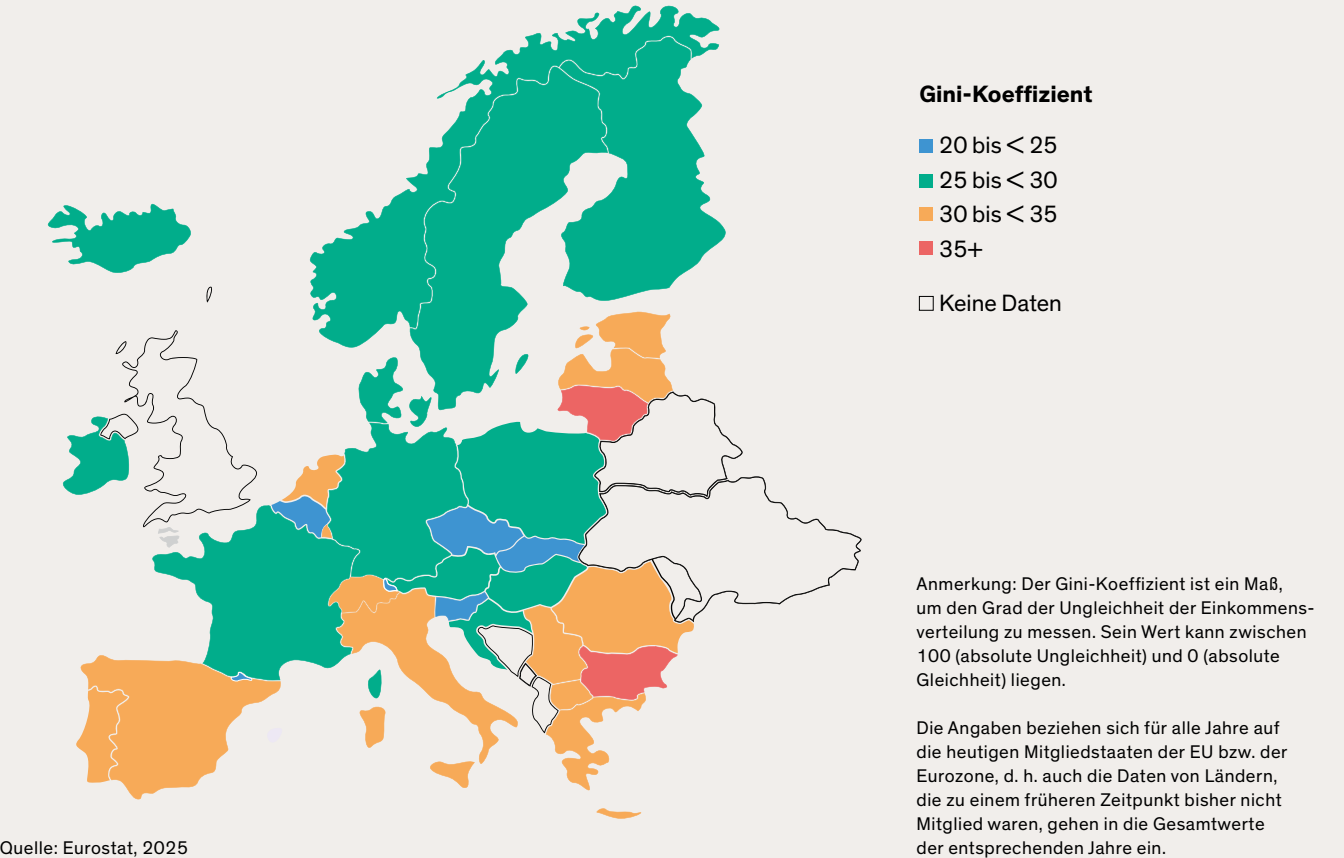 Gini-Koeffizient
20 bis < 25
25 bis < 30
30 bis < 35
35+
Keine Daten
Anmerkung: Der Gini-Koeffizient ist ein Maß,
um den Grad der Ungleichheit der Einkommens-
verteilung zu messen. Sein Wert kann zwischen
100 (absolute Ungleichheit) und 0 (absolute
Gleichheit) liegen.
Die Angaben beziehen sich für alle Jahre auf
die heutigen Mitgliedstaaten der EU bzw. der
Eurozone, d. h. auch die Daten von Ländern,
die zu einem früheren Zeitpunkt bisher nicht
Mitglied waren, gehen in die Gesamtwerte
der entsprechenden Jahre ein.
Quelle: Eurostat, 2025